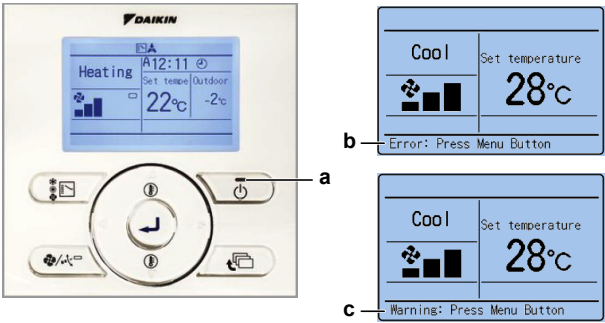 DAIKIN
A12:11
Heating
Set tempe
Outdoor
22°C
-2°C
a
Cool
Set temperature
28°C
b
Error: Press Menu Button
Cool
Set temperature
28°C
c
Warning: Press Menu Button